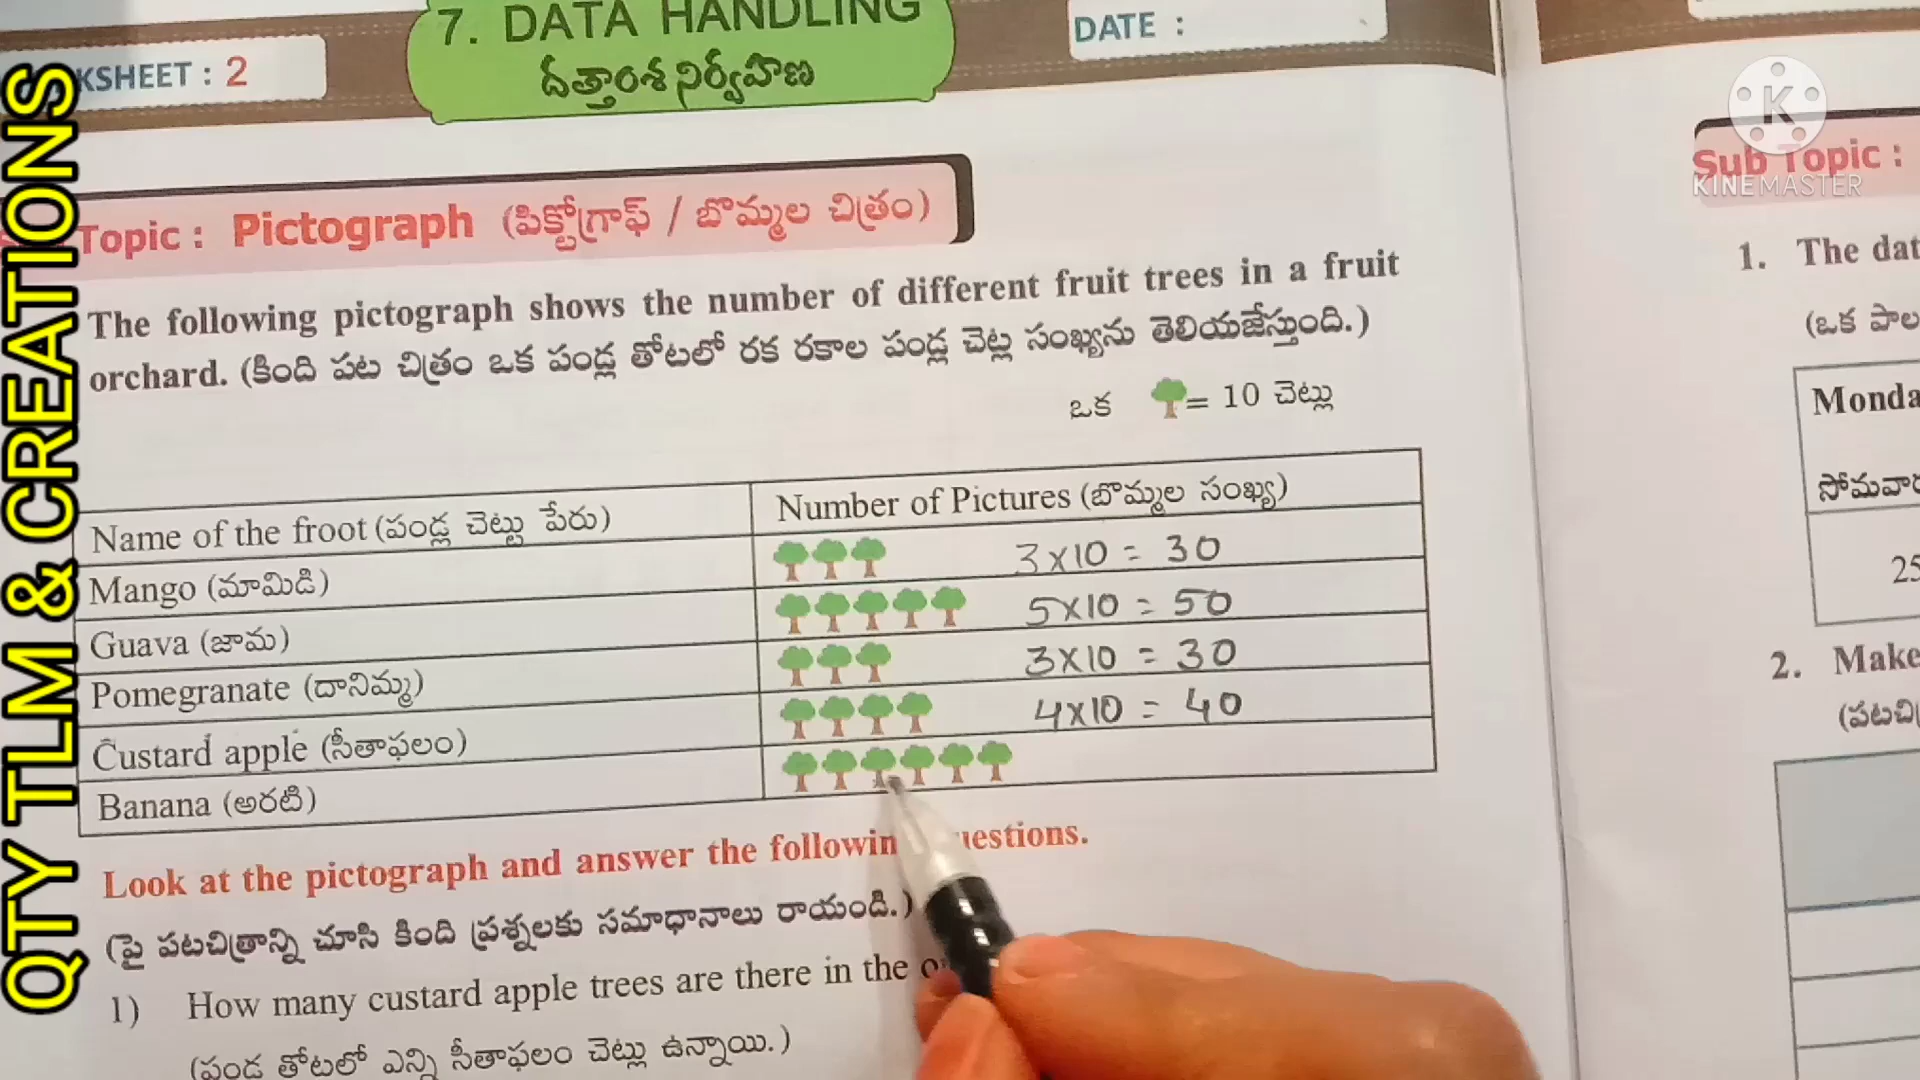 7. DATA HANDLING
దత్తాంశ నిర్వహణ
KSHEET : 2
DATE :
Topic : Pictograph (పిక్టోగ్రాఫ్ / బొమ్మల చిత్రం)
The following pictograph shows the number of different fruit trees in a fruit
orchard. (కింది పట చిత్రం ఒక పండ్ల తోటలో రక రకాల పండ్ల చెట్ల సంఖ్యను తెలియజేస్తుంది.)
ఒక = 10 చెట్లు
Name of the froot (పండ్ల చెట్టు పేరు) Number of Pictures (బొమ్మల సంఖ్య)
Mango (మామిడి) 3x10 = 30
Guava (జామ) 5x10 = 50
Pomegranate (దానిమ్మ) 3x10 = 30
Custard apple (సీతాఫలం) 4x10 = 40
Banana (అరటి)
Look at the pictograph and answer the followin uestions.
(పై పటచిత్రాన్ని చూసి కింది ప్రశ్నలకు సమాధానాలు రాయండి.)
1) How many custard apple trees are there in the o
(పండ తోటలో ఎన్ని సీతాఫలం చెట్లు ఉన్నాయి.)
QTY TLM & CREATIONS
K
KINEMASTER
Sub Topic :
1. The dat
(ఒక పాల
Monda
సోమవార
25
2. Make
(పటచి